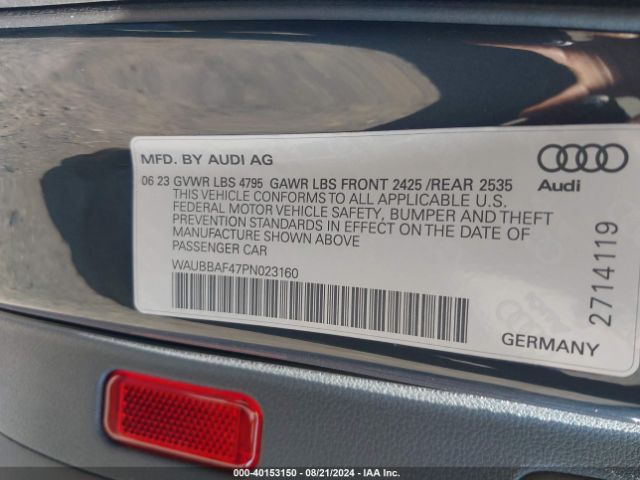 MFD. BY AUDI AG
06 23 GVWR LBS 4795 GAWR LBS FRONT 2425 /REAR 2535
THIS VEHICLE CONFORMS TO ALL APPLICABLE U.S.
FEDERAL MOTOR VEHICLE SAFETY, BUMPER AND THEFT
PREVENTION STANDARDS IN EFFECT ON THE DATE OF
MANUFACTURE SHOWN ABOVE
PASSENGER CAR
WAUBBAF47PN023160
Audi
2714119
GERMANY
000-40153150 - 08/21/2024 - IAA Inc.